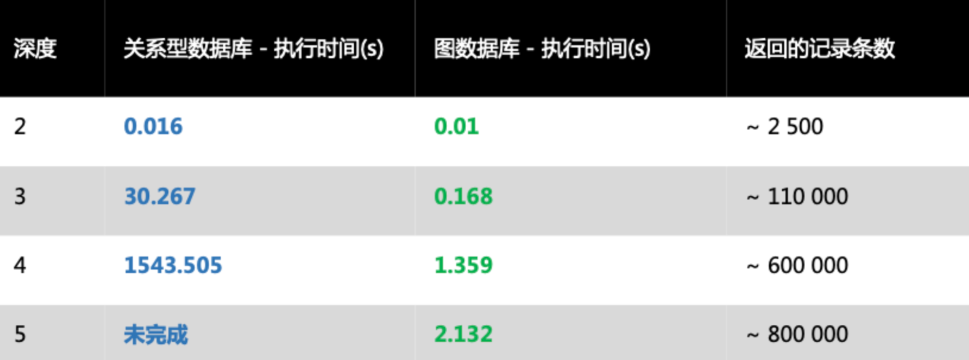 深度 关系型数据库 - 执行时间(s) 图数据库 - 执行时间(s) 返回的记录条数
2 0.016 0.01 ~ 2 500
3 30.267 0.168 ~ 110 000
4 1543.505 1.359 ~ 600 000
5 未完成 2.132 ~ 800 000